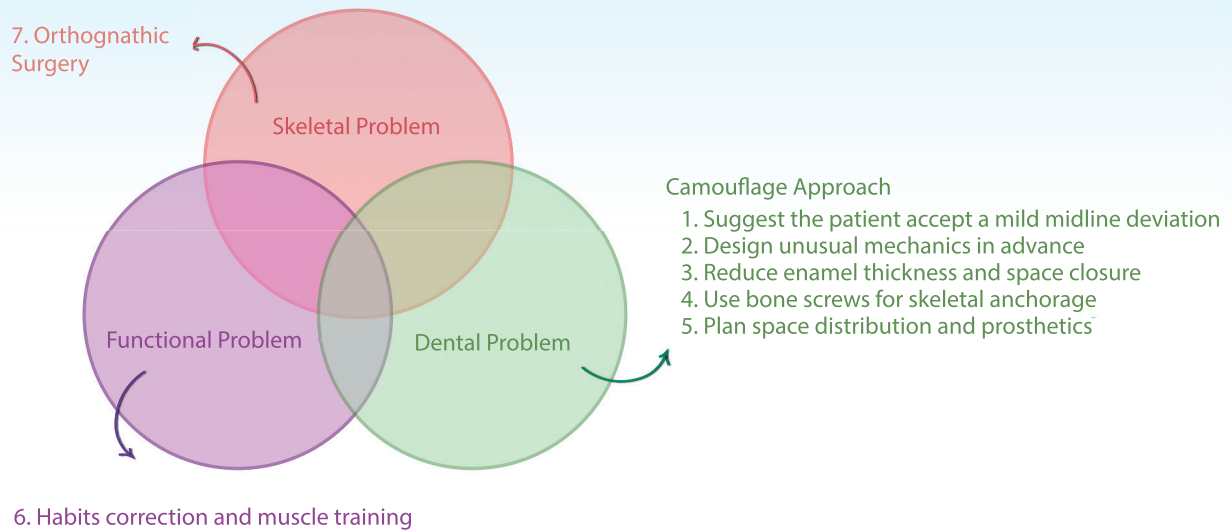 7. Orthognathic
Surgery
Skeletal Problem
Camouflage Approach
1. Suggest the patient accept a mild midline deviation
2. Design unusual mechanics in advance
3. Reduce enamel thickness and space closure
4. Use bone screws for skeletal anchorage
5. Plan space distribution and prosthetics
Functional Problem
Dental Problem
6. Habits correction and muscle training